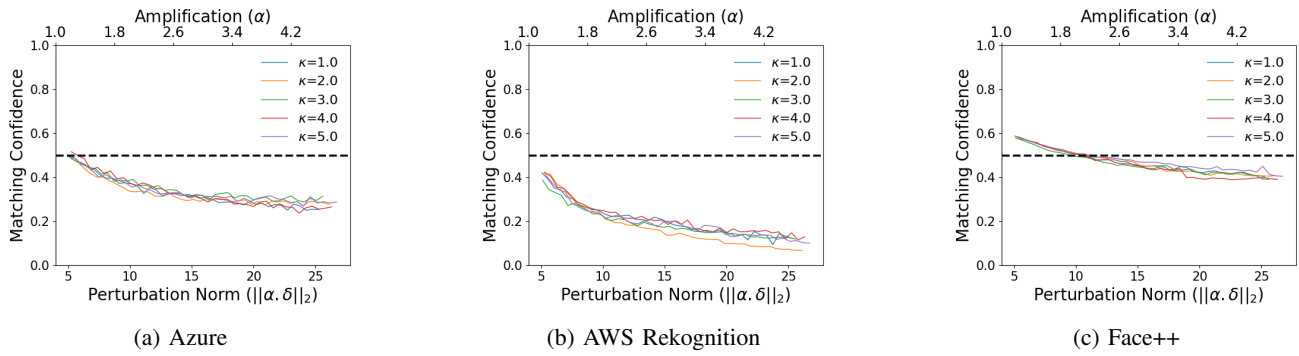 Amplification (α)
1.0 1.8 2.6 3.4 4.2
1.0
0.8
0.6
0.4
0.2
0.0
Matching Confidence
κ=1.0
κ=2.0
κ=3.0
κ=4.0
κ=5.0
5 10 15 20 25
Perturbation Norm (||α.δ||₂)
(a) Azure
Amplification (α)
1.0 1.8 2.6 3.4 4.2
1.0
0.8
0.6
0.4
0.2
0.0
Matching Confidence
κ=1.0
κ=2.0
κ=3.0
κ=4.0
κ=5.0
5 10 15 20 25
Perturbation Norm (||α.δ||₂)
(b) AWS Rekognition
Amplification (α)
1.0 1.8 2.6 3.4 4.2
1.0
0.8
0.6
0.4
0.2
0.0
Matching Confidence
κ=1.0
κ=2.0
κ=3.0
κ=4.0
κ=5.0
5 10 15 20 25
Perturbation Norm (||α.δ||₂)
(c) Face++